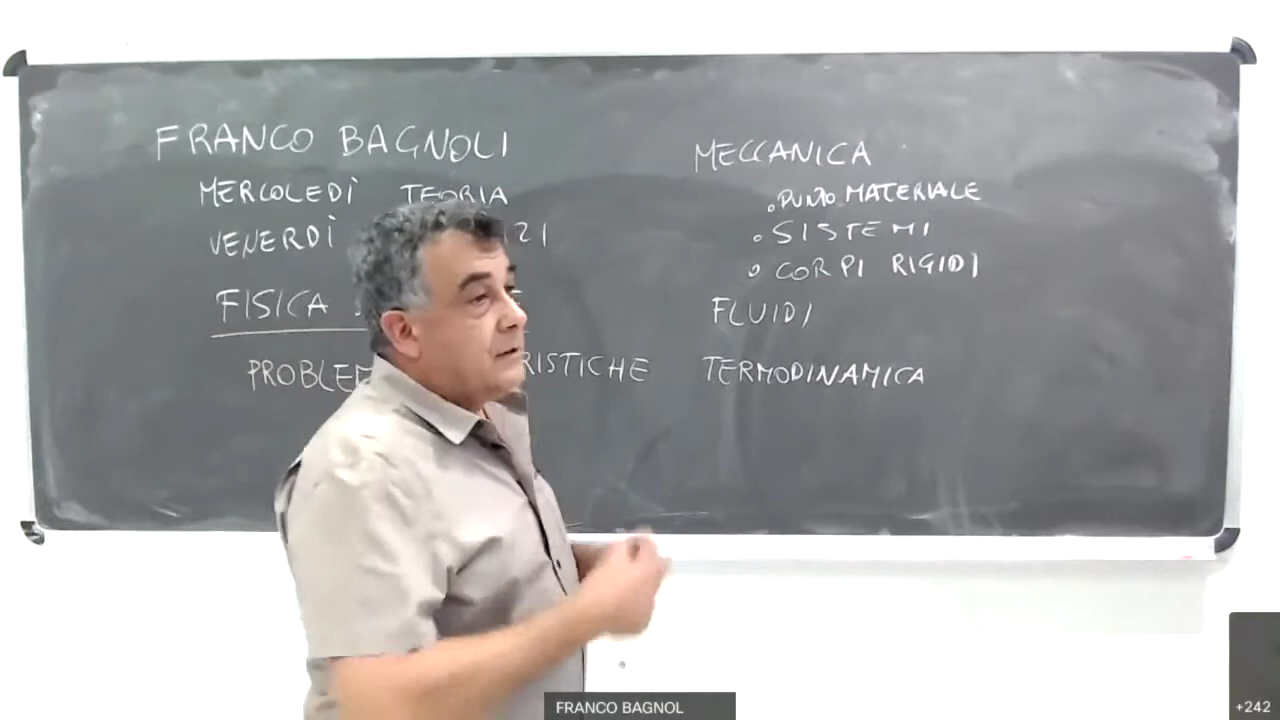 FRANCO BAGNOLI
MERCOLEDÌ TEORIA
VENERDÌ
FISICA
MECCANICA
PUNTO MATERIALE
SISTEMI
CORPI RIGIDI
FLUIDI
TERMODINAMICA
FRANCO BAGNOL
+242